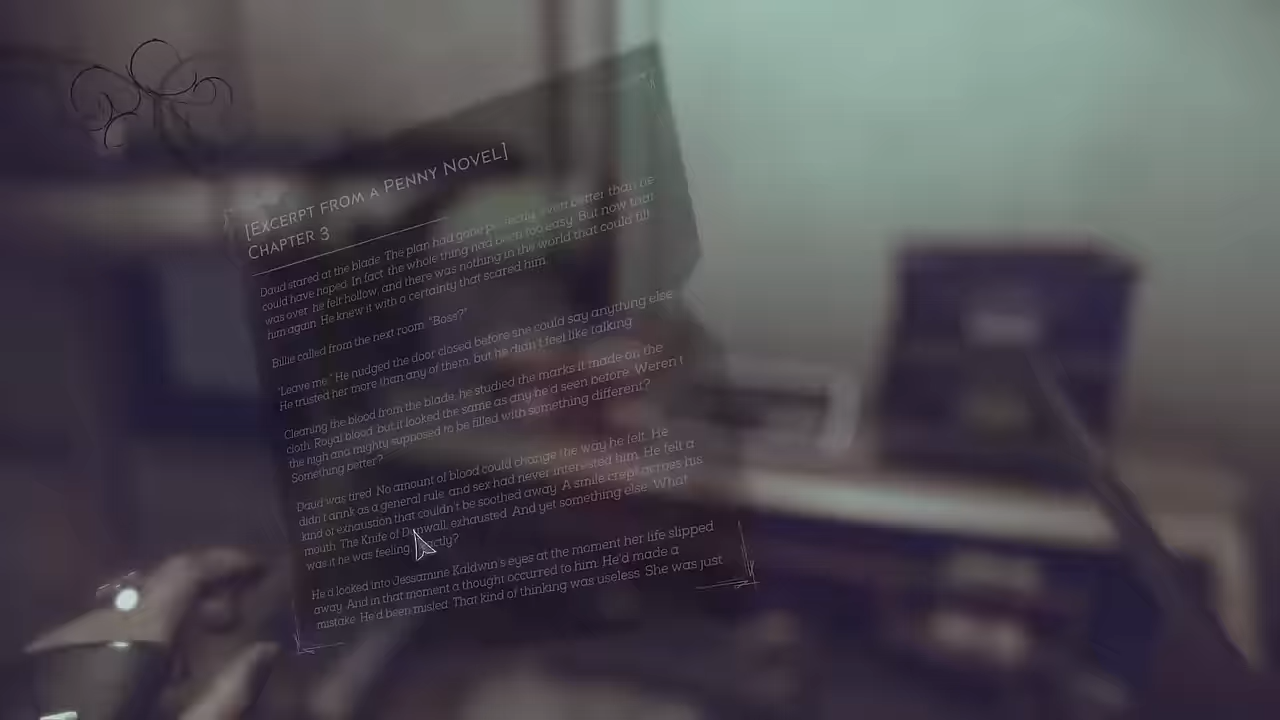 [Excerpt from a Penny Novel]
Chapter 3
Daud stared at the blade. The plan had gone perfectly, even better than he
could have hoped. In fact, the whole thing had been too easy. But now that
was over, he felt hollow, and there was nothing in the world that could fill
him again. He knew it with a certainty that scared him.
Billie called from the next room. "Boss?"
"Leave me." He nudged the door closed before she could say anything else.
He trusted her more than any of them, but he didn't feel like talking.
Cleaning the blood from the blade, he studied the marks it made on the
cloth. Royal blood, but it looked the same as any he'd seen before. Weren't
the high and mighty supposed to be filled with something different?
Something better?
Daud was tired. No amount of blood could change the way he felt. He
didn't drink as a general rule, and sex had never interested him. He felt a
kind of exhaustion that couldn't be soothed away. A smile crept across his
mouth. The Knife of Dunwall, exhausted. And yet something else. What
was it he was feeling, exactly?
He'd looked into Jessamine Kaldwin's eyes at the moment her life slipped
away. And in that moment a thought occurred to him. He'd made a
mistake. He'd been misled. That kind of thinking was useless. She was just